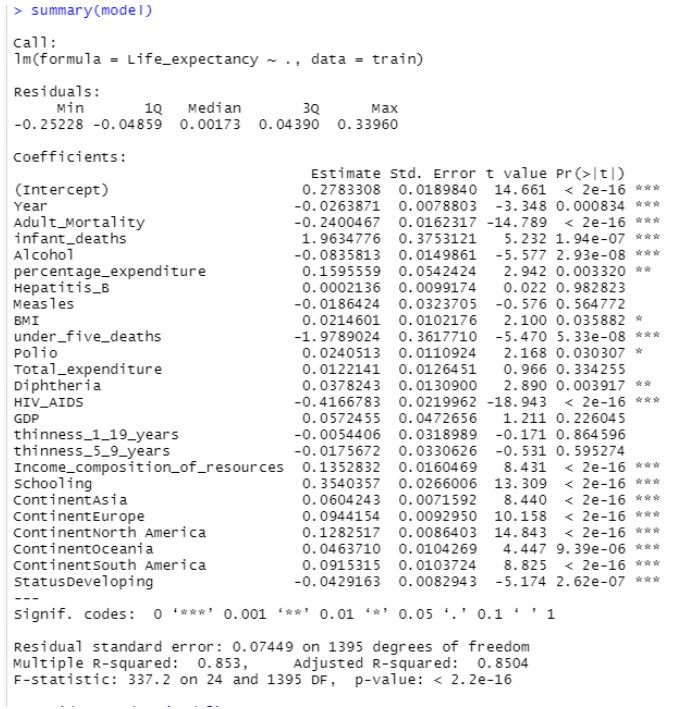 > summary(model)
Call:
lm(formula = Life_expectancy ~ ., data = train)
Residuals:
     Min       1Q   Median       3Q      Max
-0.25228 -0.04859  0.00173  0.04390  0.33960
Coefficients:
                                  Estimate Std. Error t value Pr(>|t|)
(Intercept)                      0.2783308  0.0189840  14.661  < 2e-16 ***
Year                            -0.0263871  0.0078803  -3.348 0.000834 ***
Adult_Mortality                 -0.2400467  0.0162317 -14.789  < 2e-16 ***
infant_deaths                    1.9634776  0.3753121   5.232 1.94e-07 ***
Alcohol                         -0.0835813  0.0149861  -5.577 2.93e-08 ***
percentage_expenditure           0.1595559  0.0542424   2.942 0.003320 **
Hepatitis_B                      0.0002136  0.0099174   0.022 0.982823
Measles                         -0.0186424  0.0323705  -0.576 0.564772
BMI                              0.0214601  0.0102176   2.100 0.035882 *
under_five_deaths               -1.9789024  0.3617710  -5.470 5.33e-08 ***
Polio                            0.0240513  0.0110924   2.168 0.030307 *
Total_expenditure                0.0122141  0.0126451   0.966 0.334255
Diphtheria                       0.0378243  0.0130900   2.890 0.003917 **
HIV_AIDS                        -0.4166783  0.0219962 -18.943  < 2e-16 ***
GDP                              0.0572455  0.0472656   1.211 0.226045
thinness_1_19_years             -0.0054406  0.0318989  -0.171 0.864596
thinness_5_9_years              -0.0175672  0.0330626  -0.531 0.595274
Income_composition_of_resources  0.1352832  0.0160469   8.431  < 2e-16 ***
Schooling                        0.3540357  0.0266006  13.309  < 2e-16 ***
ContinentAsia                    0.0604243  0.0071592   8.440  < 2e-16 ***
ContinentEurope                  0.0944154  0.0092950  10.158  < 2e-16 ***
ContinentNorth America           0.1282517  0.0086403  14.843  < 2e-16 ***
ContinentOceania                 0.0463710  0.0104269   4.447 9.39e-06 ***
ContinentSouth America           0.0915315  0.0103724   8.825  < 2e-16 ***
StatusDeveloping                -0.0429163  0.0082943  -5.174 2.62e-07 ***
---
Signif. codes:  0 ‘***’ 0.001 ‘**’ 0.01 ‘*’ 0.05 ‘.’ 0.1 ‘ ’ 1
Residual standard error: 0.07449 on 1395 degrees of freedom
Multiple R-squared:  0.853,     Adjusted R-squared:  0.8504
F-statistic: 337.2 on 24 and 1395 DF,  p-value: < 2.2e-16